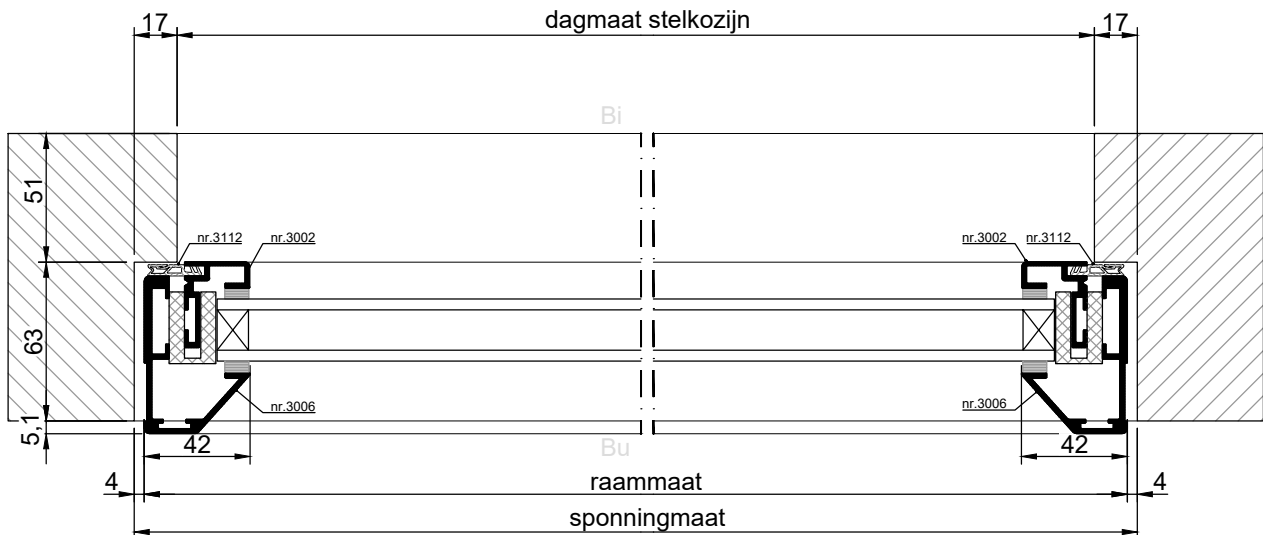 17 dagmaat stelkozijn 17
Bi
51
nr.3112 nr.3002 nr.3002 nr.3112
63
nr.3006 nr.3006
5,1
42 Bu 42
4 raammaat 4
sponningmaat